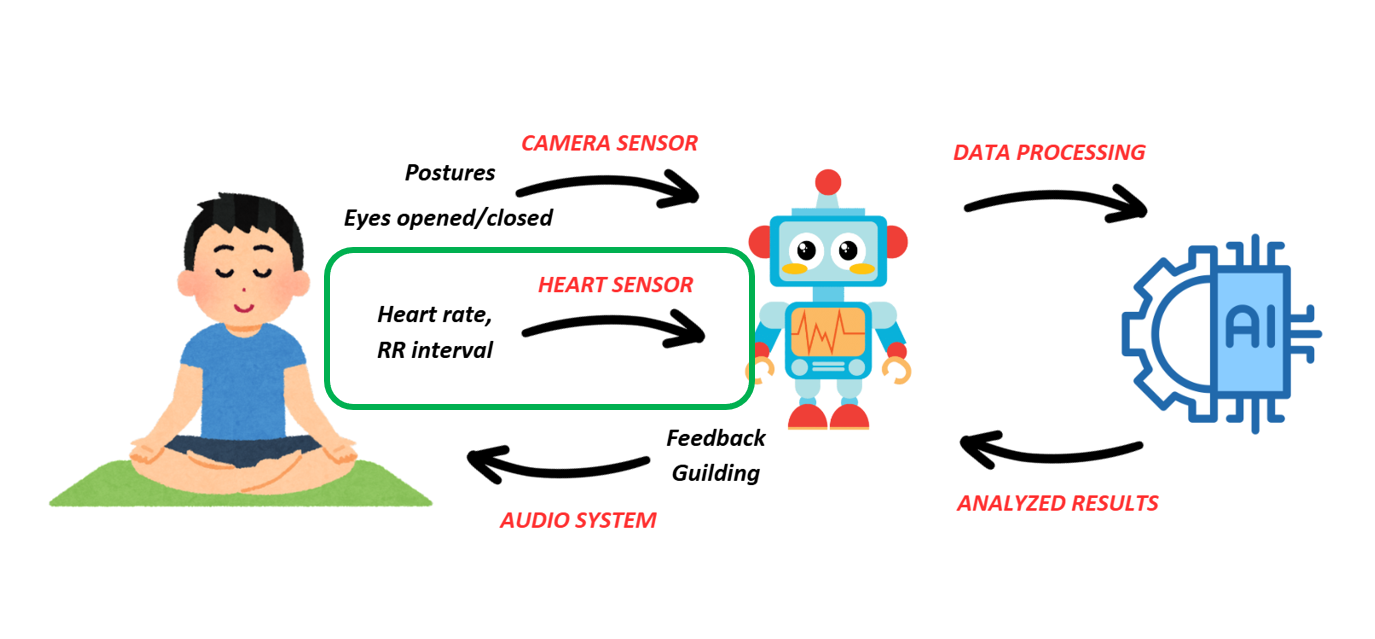 CAMERA SENSOR
Postures
Eyes opened/closed
HEART SENSOR
Heart rate,
RR interval
DATA PROCESSING
AI
Feedback
Guilding
AUDIO SYSTEM
ANALYZED RESULTS